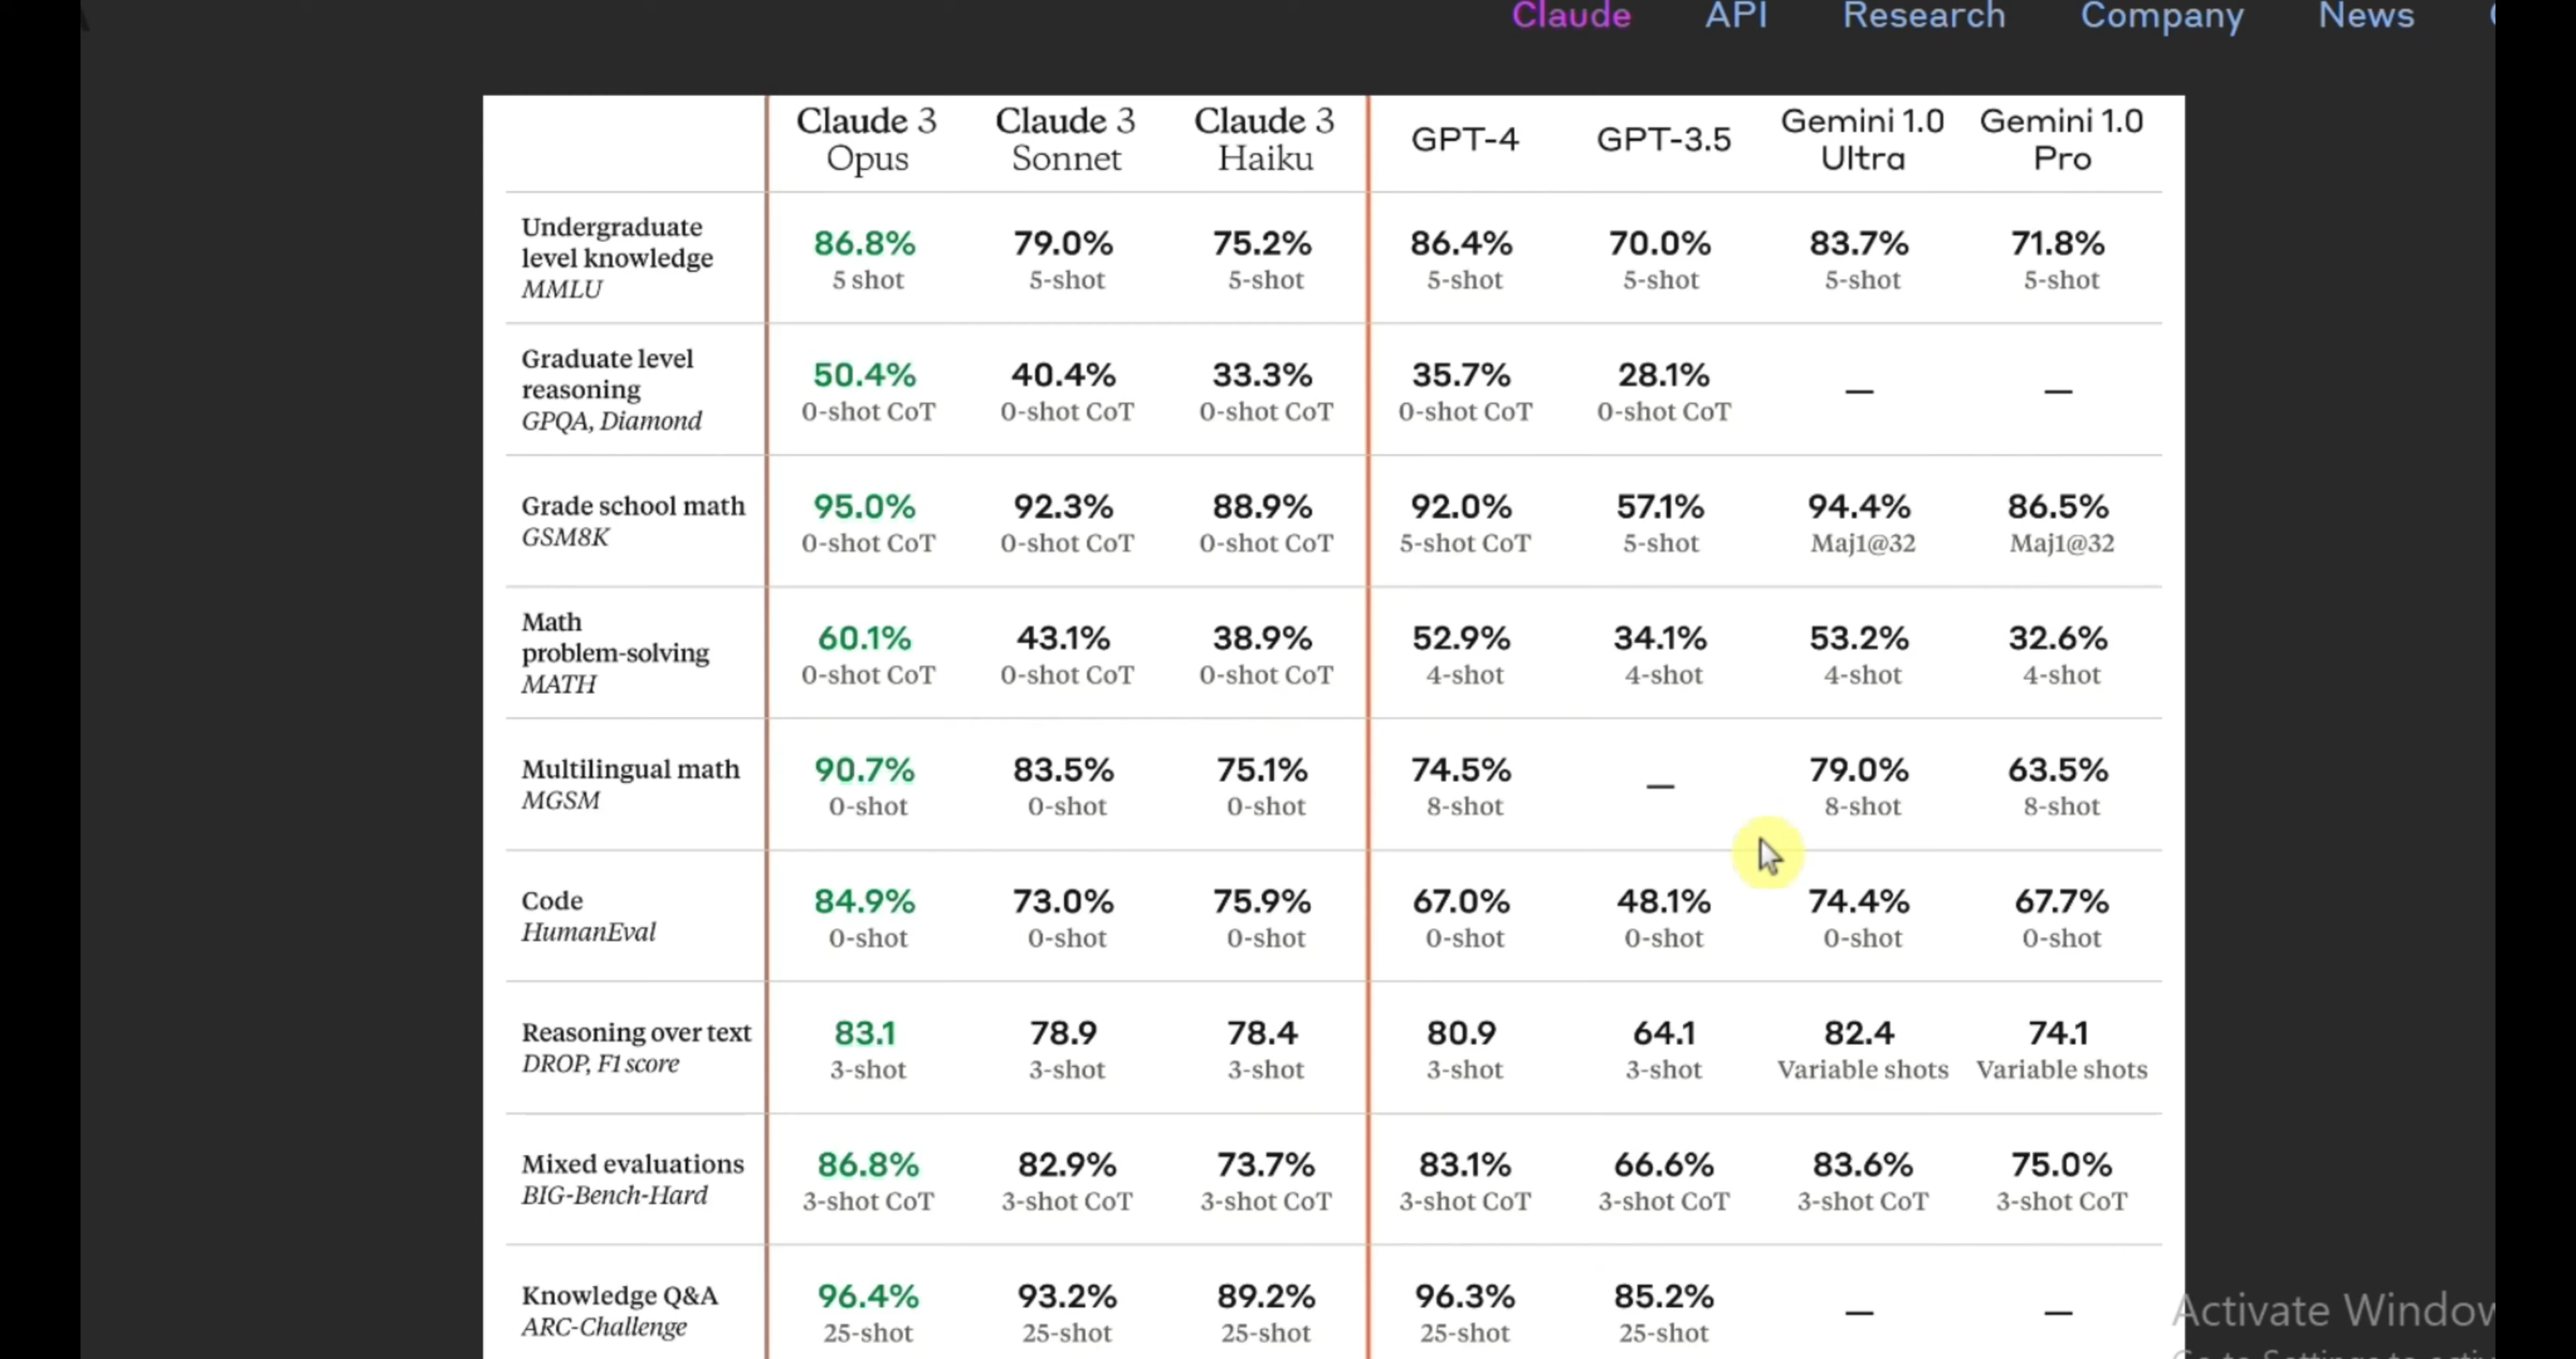 Claude API Research Company News
Claude 3 Opus Claude 3 Sonnet Claude 3 Haiku GPT-4 GPT-3.5 Gemini 1.0 Ultra Gemini 1.0 Pro
Undergraduate level knowledge MMLU 86.8% 79.0% 75.2% 86.4% 70.0% 83.7% 71.8%
5 shot 5-shot 5-shot 5-shot 5-shot 5-shot 5-shot
Graduate level reasoning GPQA, Diamond 50.4% 40.4% 33.3% 35.7% 28.1% — —
0-shot CoT 0-shot CoT 0-shot CoT 0-shot CoT 0-shot CoT
Grade school math GSM8K 95.0% 92.3% 88.9% 92.0% 57.1% 94.4% 86.5%
0-shot CoT 0-shot CoT 0-shot CoT 5-shot CoT 5-shot Maj1@32 Maj1@32
Math problem-solving MATH 60.1% 43.1% 38.9% 52.9% 34.1% 53.2% 32.6%
0-shot CoT 0-shot CoT 0-shot CoT 4-shot 4-shot 4-shot 4-shot
Multilingual math MGSM 90.7% 83.5% 75.1% 74.5% — 79.0% 63.5%
0-shot 0-shot 0-shot 8-shot 8-shot 8-shot
Code HumanEval 84.9% 73.0% 75.9% 67.0% 48.1% 74.4% 67.7%
0-shot 0-shot 0-shot 0-shot 0-shot 0-shot 0-shot
Reasoning over text DROP, F1 score 83.1 78.9 78.4 80.9 64.1 82.4 74.1
3-shot 3-shot 3-shot 3-shot 3-shot Variable shots Variable shots
Mixed evaluations BIG-Bench-Hard 86.8% 82.9% 73.7% 83.1% 66.6% 83.6% 75.0%
3-shot CoT 3-shot CoT 3-shot CoT 3-shot CoT 3-shot CoT 3-shot CoT 3-shot CoT
Knowledge Q&A ARC-Challenge 96.4% 93.2% 89.2% 96.3% 85.2% — —
25-shot 25-shot 25-shot 25-shot 25-shot
Activate Window